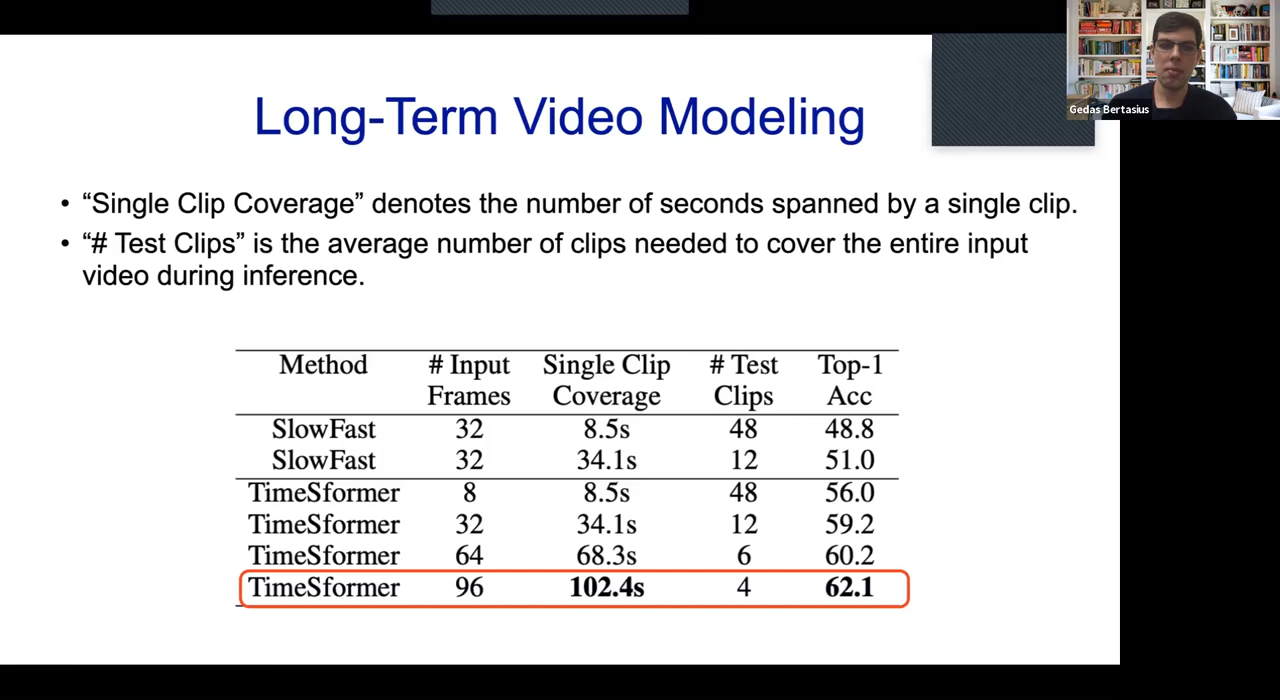 Gedas Bertasius
Long-Term Video Modeling
• “Single Clip Coverage” denotes the number of seconds spanned by a single clip.
• “# Test Clips” is the average number of clips needed to cover the entire input
video during inference.
Method # Input Single Clip # Test Top-1
Frames Coverage Clips Acc
SlowFast 32 8.5s 48 48.8
SlowFast 32 34.1s 12 51.0
TimeSformer 8 8.5s 48 56.0
TimeSformer 32 34.1s 12 59.2
TimeSformer 64 68.3s 6 60.2
TimeSformer 96 102.4s 4 62.1